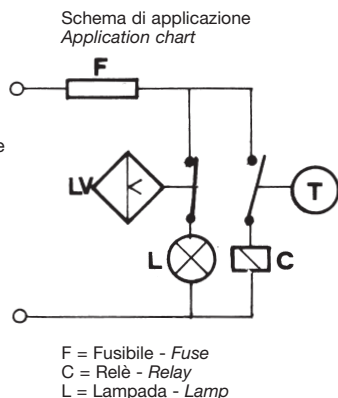 Schema di applicazione
Application chart
F
e
LV
T
L
C
F = Fusibile - Fuse
C = Relè - Relay
L = Lampada - Lamp